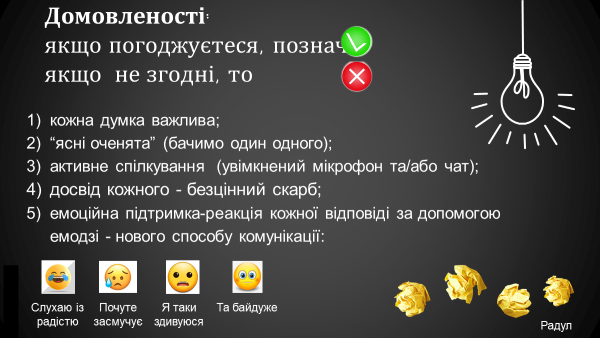 Домовленості:
якщо погоджуєтеся, познач
якщо не згодні, то
1) кожна думка важлива;
2) “ясні оченята” (бачимо один одного);
3) активне спілкування (увімкнений мікрофон та/або чат);
4) досвід кожного - безцінний скарб;
5) емоційна підтримка-реакція кожної відповіді за допомогою
емодзі - нового способу комунікації:
Слухаю із радістю
Почуте засмучує
Я таки здивуюся
Та байдуже
Радул